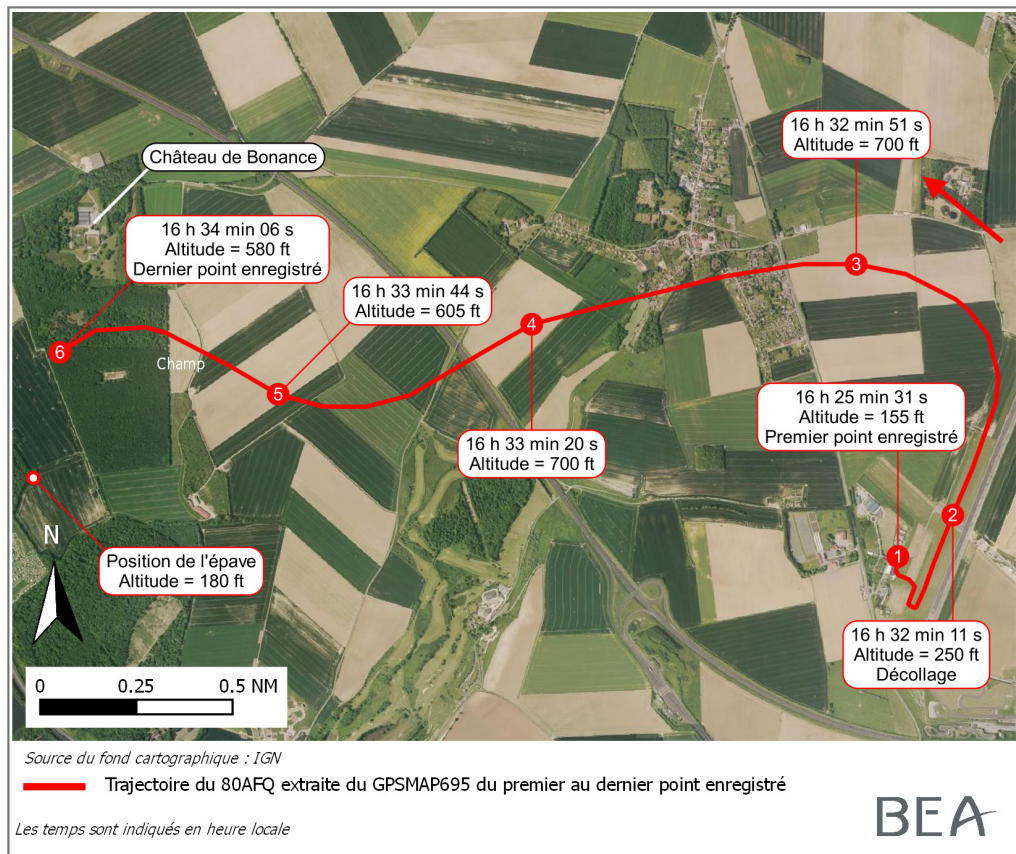 16 h 32 min 51 s
Altitude = 700 ft
Château de Bonance
16 h 34 min 06 s
Altitude = 580 ft
Dernier point enregistré
3
16 h 33 min 44 s
Altitude = 605 ft
4
6
Champ
5
16 h 25 min 31 s
Altitude = 155 ft
Premier point enregistré
16 h 33 min 20 s
Altitude = 700 ft
2
N
Position de l'épave
Altitude = 180 ft
1
16 h 32 min 11 s
Altitude = 250 ft
Décollage
0 0.25 0.5 NM
Source du fond cartographique : IGN
Trajectoire du 80AFQ extraite du GPSMAP695 du premier au dernier point enregistré
Les temps sont indiqués en heure locale
BEA